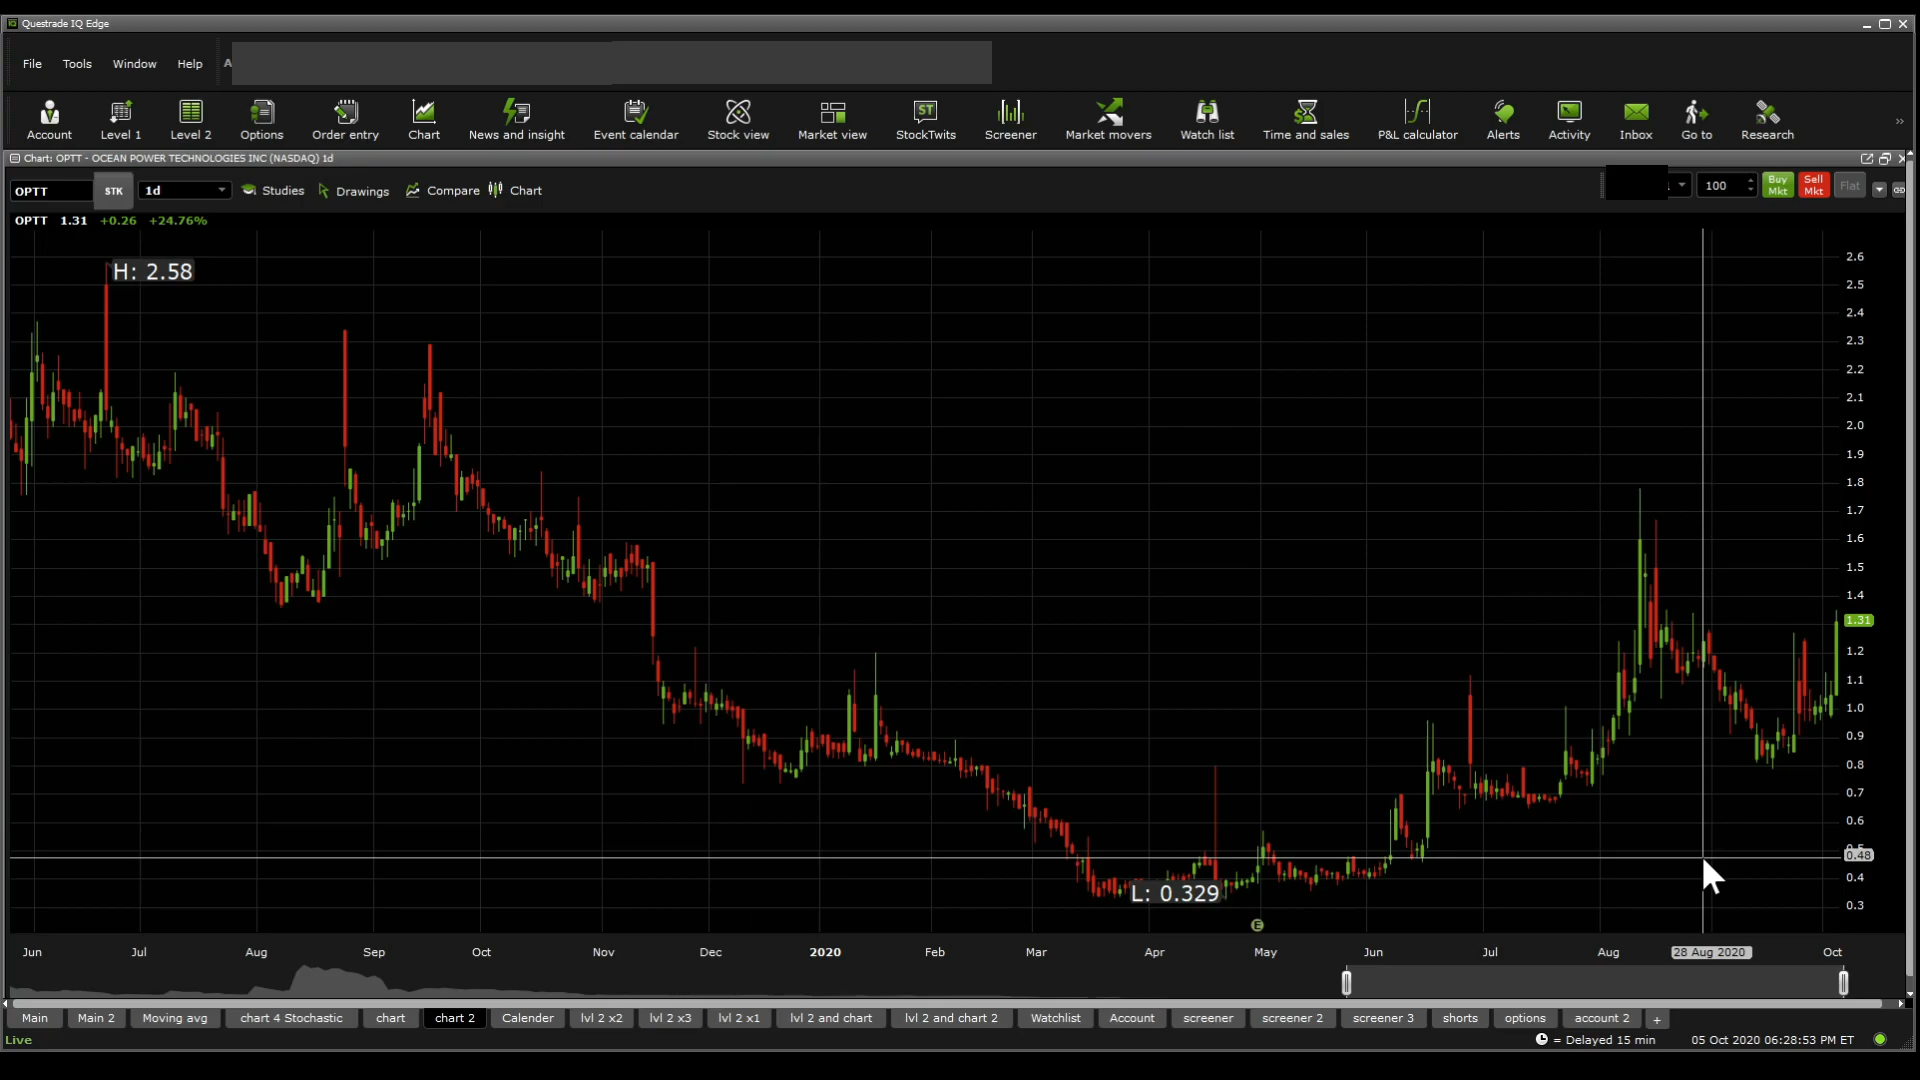 Questrade IQ Edge
File Tools Window Help A
Account Level 1 Level 2 Options Order entry Chart News and insight Event calendar Stock view Market view StockTwits Screener Market movers Watch list Time and sales P&L calculator Alerts Activity Inbox Go to Research »
Chart: OPTT - OCEAN POWER TECHNOLOGIES INC (NASDAQ) 1d
OPTT STK 1d Studies Drawings Compare Chart 100 Buy Mkt Sell Mkt Flat
OPTT 1.31 +0.26 +24.76%
H: 2.58
2.6
2.5
2.4
2.3
2.2
2.1
2.0
1.9
1.8
1.7
1.6
1.5
1.4
1.31
1.2
1.1
1.0
0.9
0.8
0.7
0.6
0.5
0.48
0.4
L: 0.329
0.3
E
Jun Jul Aug Sep Oct Nov Dec 2020 Feb Mar Apr May Jun Jul Aug 28 Aug 2020 Oct
Main Main 2 Moving avg chart 4 Stochastic chart chart 2 Calender lvl 2 x2 lvl 2 x3 lvl 2 x1 lvl 2 and chart lvl 2 and chart 2 Watchlist Account screener screener 2 screener 3 shorts options account 2 +
Live = Delayed 15 min 05 Oct 2020 06:28:53 PM ET